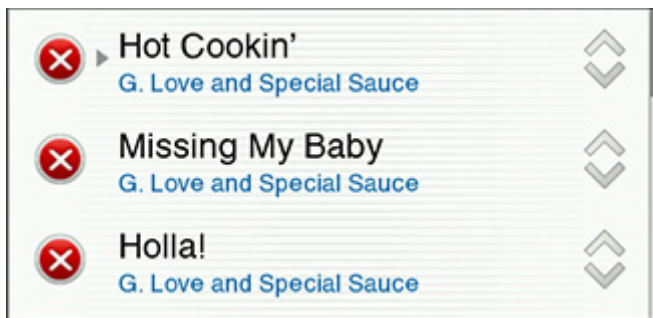 Hot Cookin’
G. Love and Special Sauce
Missing My Baby
G. Love and Special Sauce
Holla!
G. Love and Special Sauce